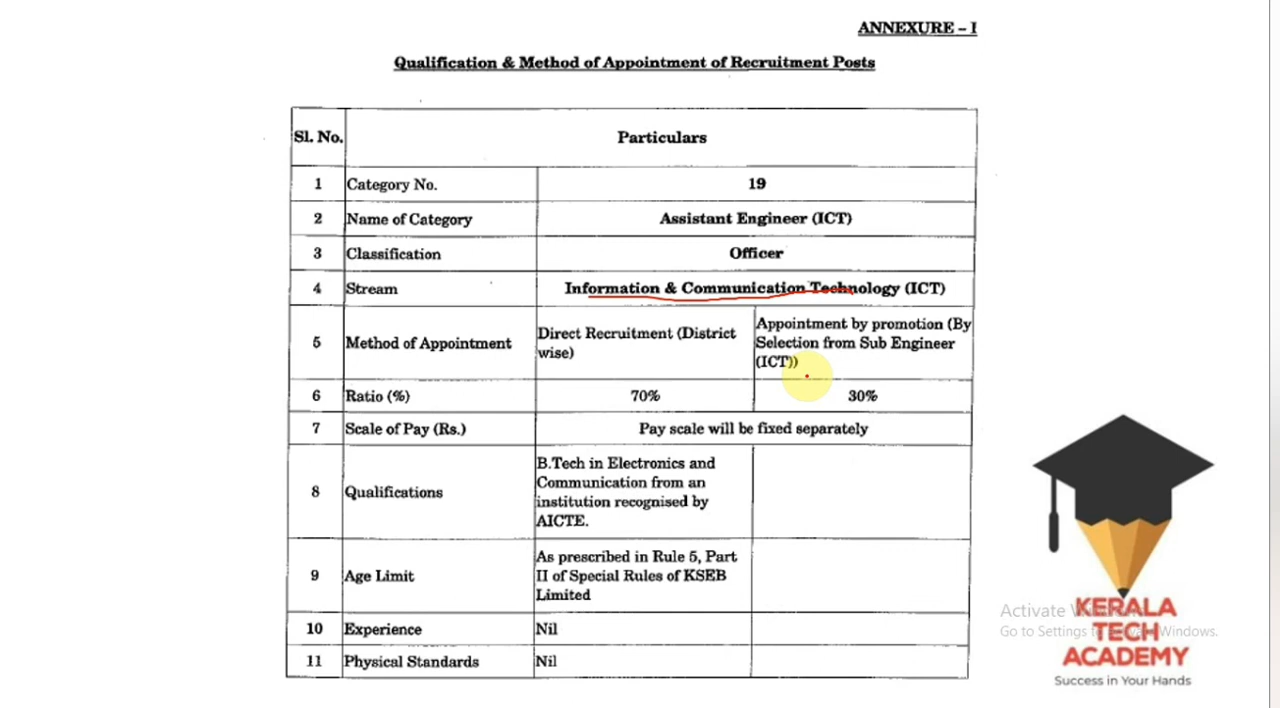 ANNEXURE – I
Qualification & Method of Appointment of Recruitment Posts
Sl. No. Particulars
1 Category No. 19
2 Name of Category Assistant Engineer (ICT)
3 Classification Officer
4 Stream Information & Communication Technology (ICT)
5 Method of Appointment
Direct Recruitment (District
wise)
Appointment by promotion (By
Selection from Sub Engineer
(ICT))
6 Ratio (%) 70% 30%
7 Scale of Pay (Rs.) Pay scale will be fixed separately
8 Qualifications
B.Tech in Electronics and
Communication from an
institution recognised by
AICTE.
9 Age Limit
As prescribed in Rule 5, Part
II of Special Rules of KSEB
Limited
10 Experience Nil
11 Physical Standards Nil
KERALA
TECH
ACADEMY
Success in Your Hands
Activate
Go to Settings Windows.